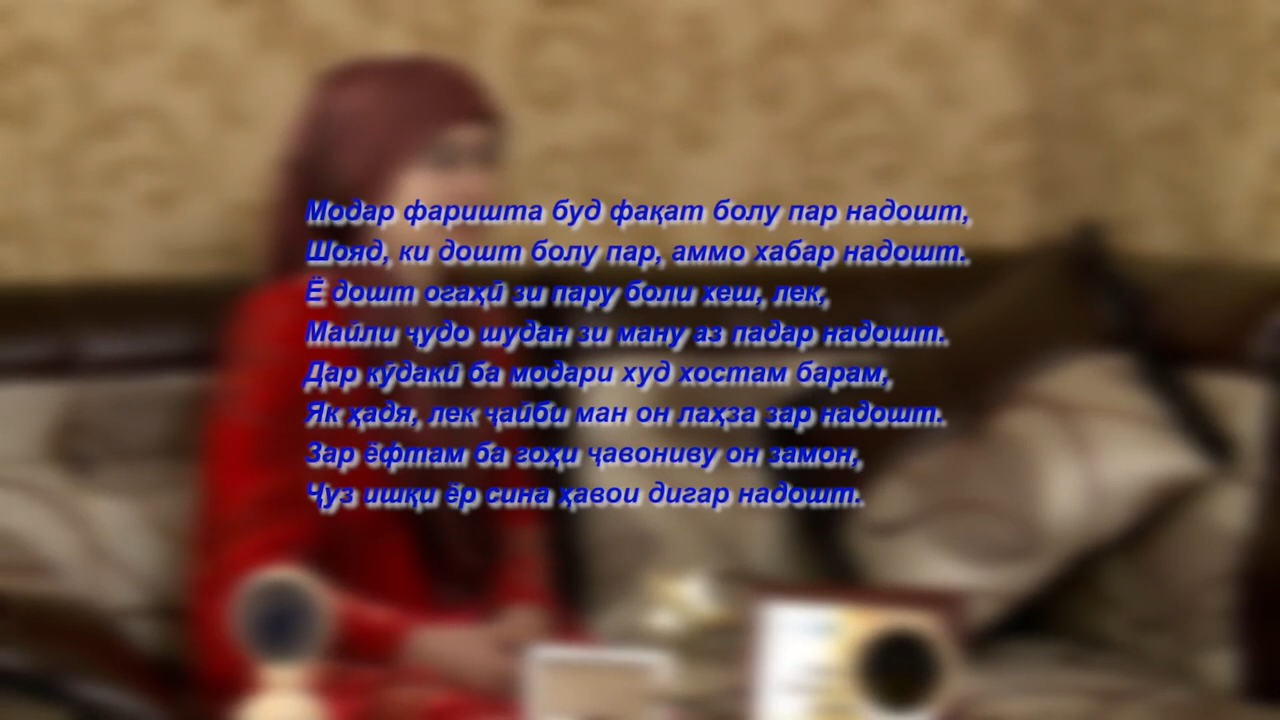 Модар фаришта буд фақат болу пар надошт,
Шояд, ки дошт болу пар, аммо хабар надошт.
Ё дошт огаҳӣ зи пару боли хеш, лек,
Майли ҷудо шудан зи ману аз падар надошт.
Дар кӯдакӣ ба модари худ хостам барам,
Як ҳадя, лек ҷайби ман он лаҳза зар надошт.
Зар ёфтам ба гоҳи ҷавониву он замон,
Ҷуз ишқи ёр сина ҳавои дигар надошт.